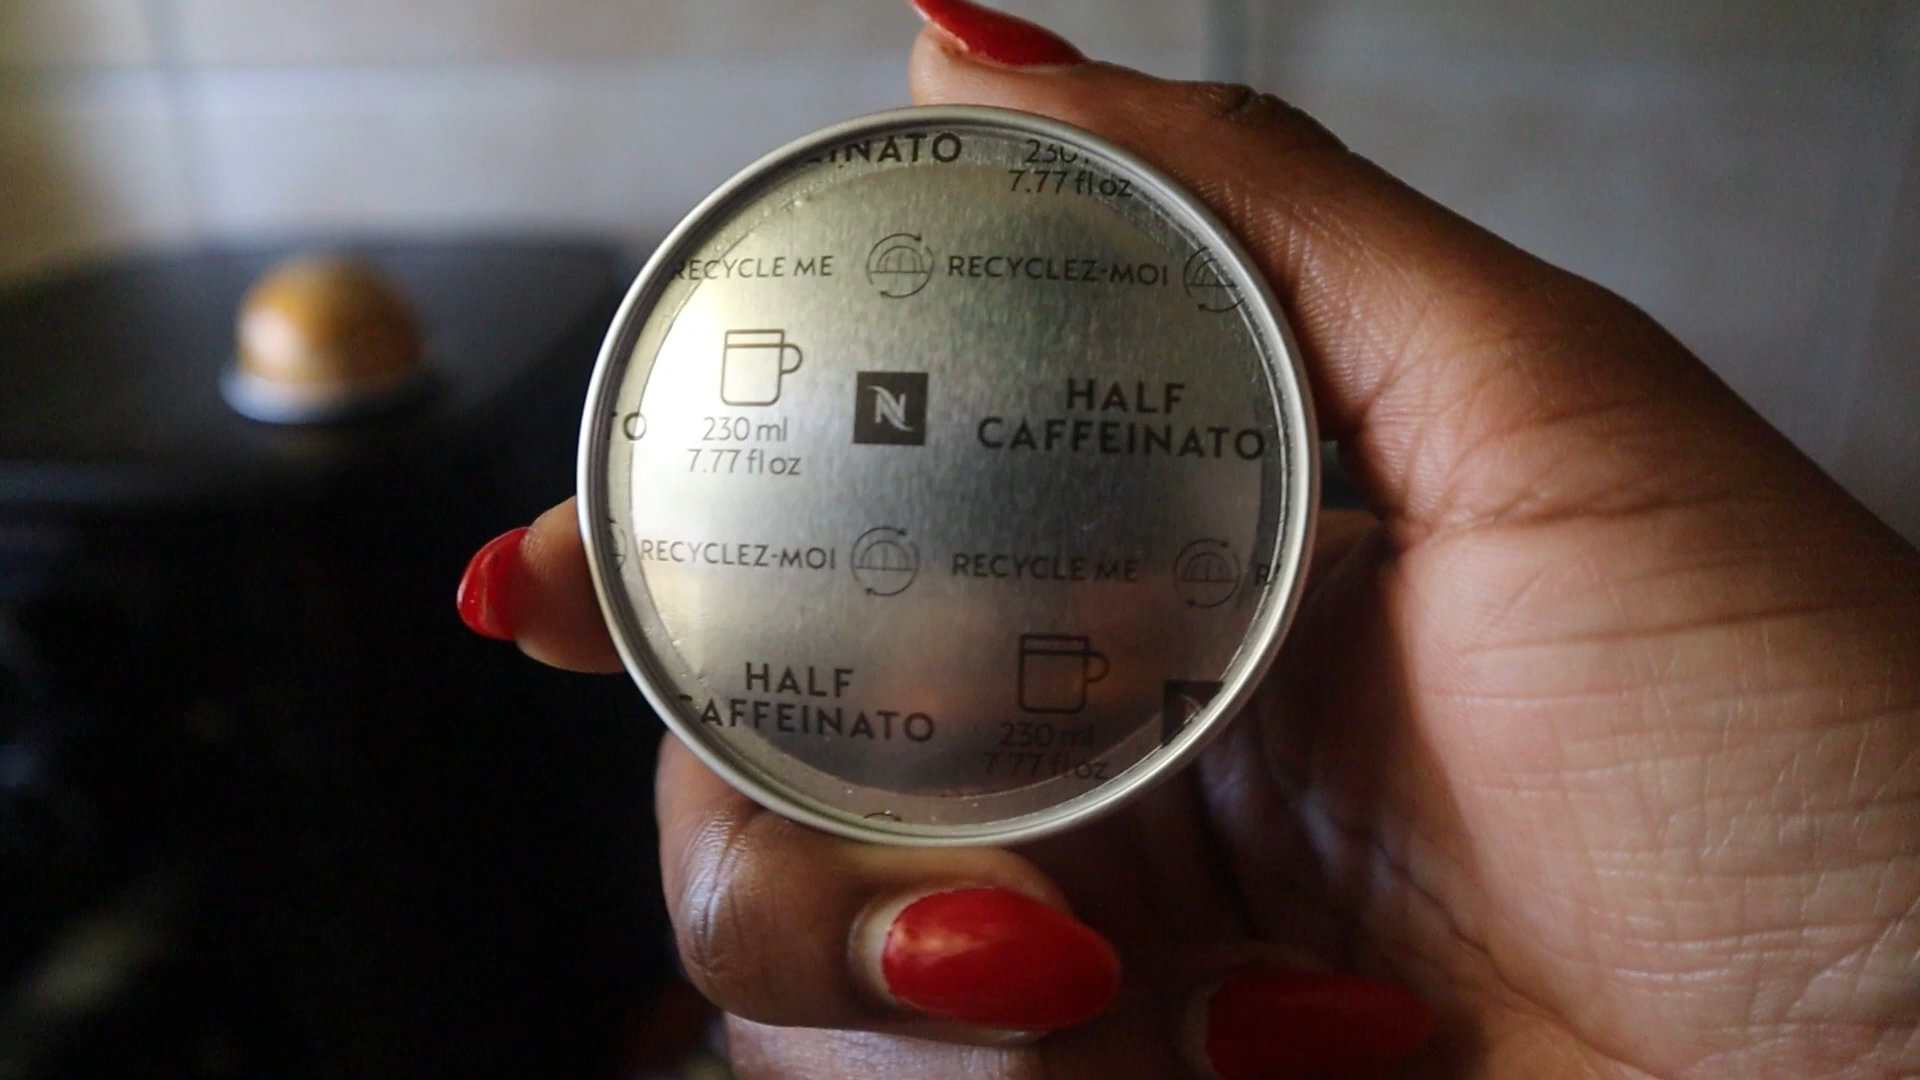 230
7.77 fl oz
RECYCLE ME RECYCLEZ-MOI
230 ml
7.77 fl oz
N
HALF
CAFFEINATO
RECYCLEZ-MOI RECYCLE ME
HALF
CAFFEINATO
230 ml
7.77 fl oz